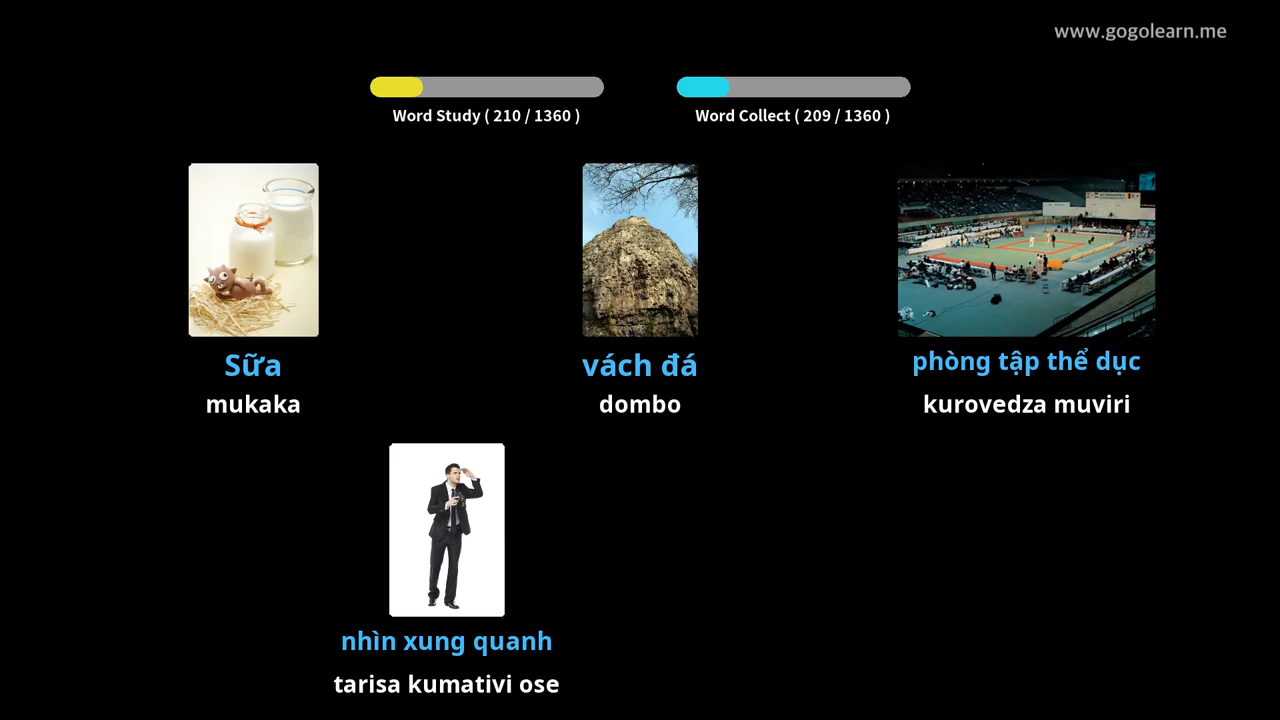 www.gogolearn.me
Word Study ( 210 / 1360 )
Word Collect ( 209 / 1360 )
Sữa
mukaka
vách đá
dombo
phòng tập thể dục
kurovedza muviri
nhìn xung quanh
tarisa kumativi ose